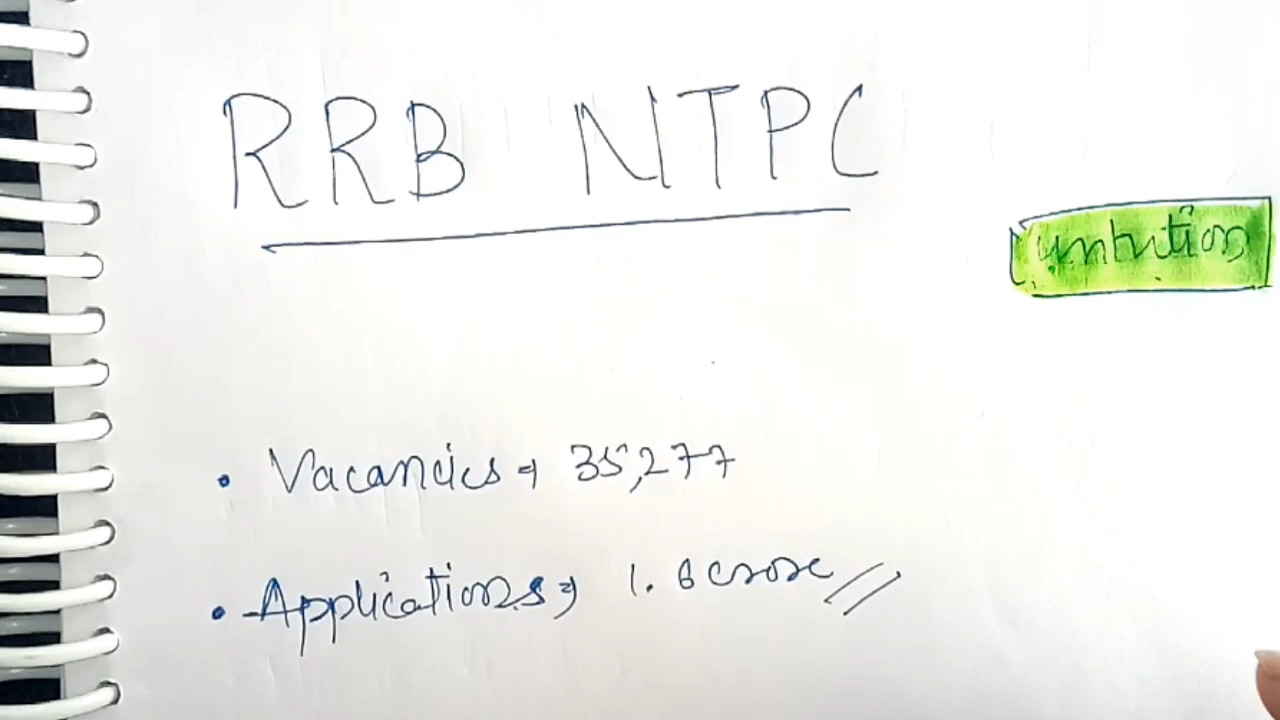 RRB NTPC
• Vacancies → 35,277
• Applications → 1.6 crore //